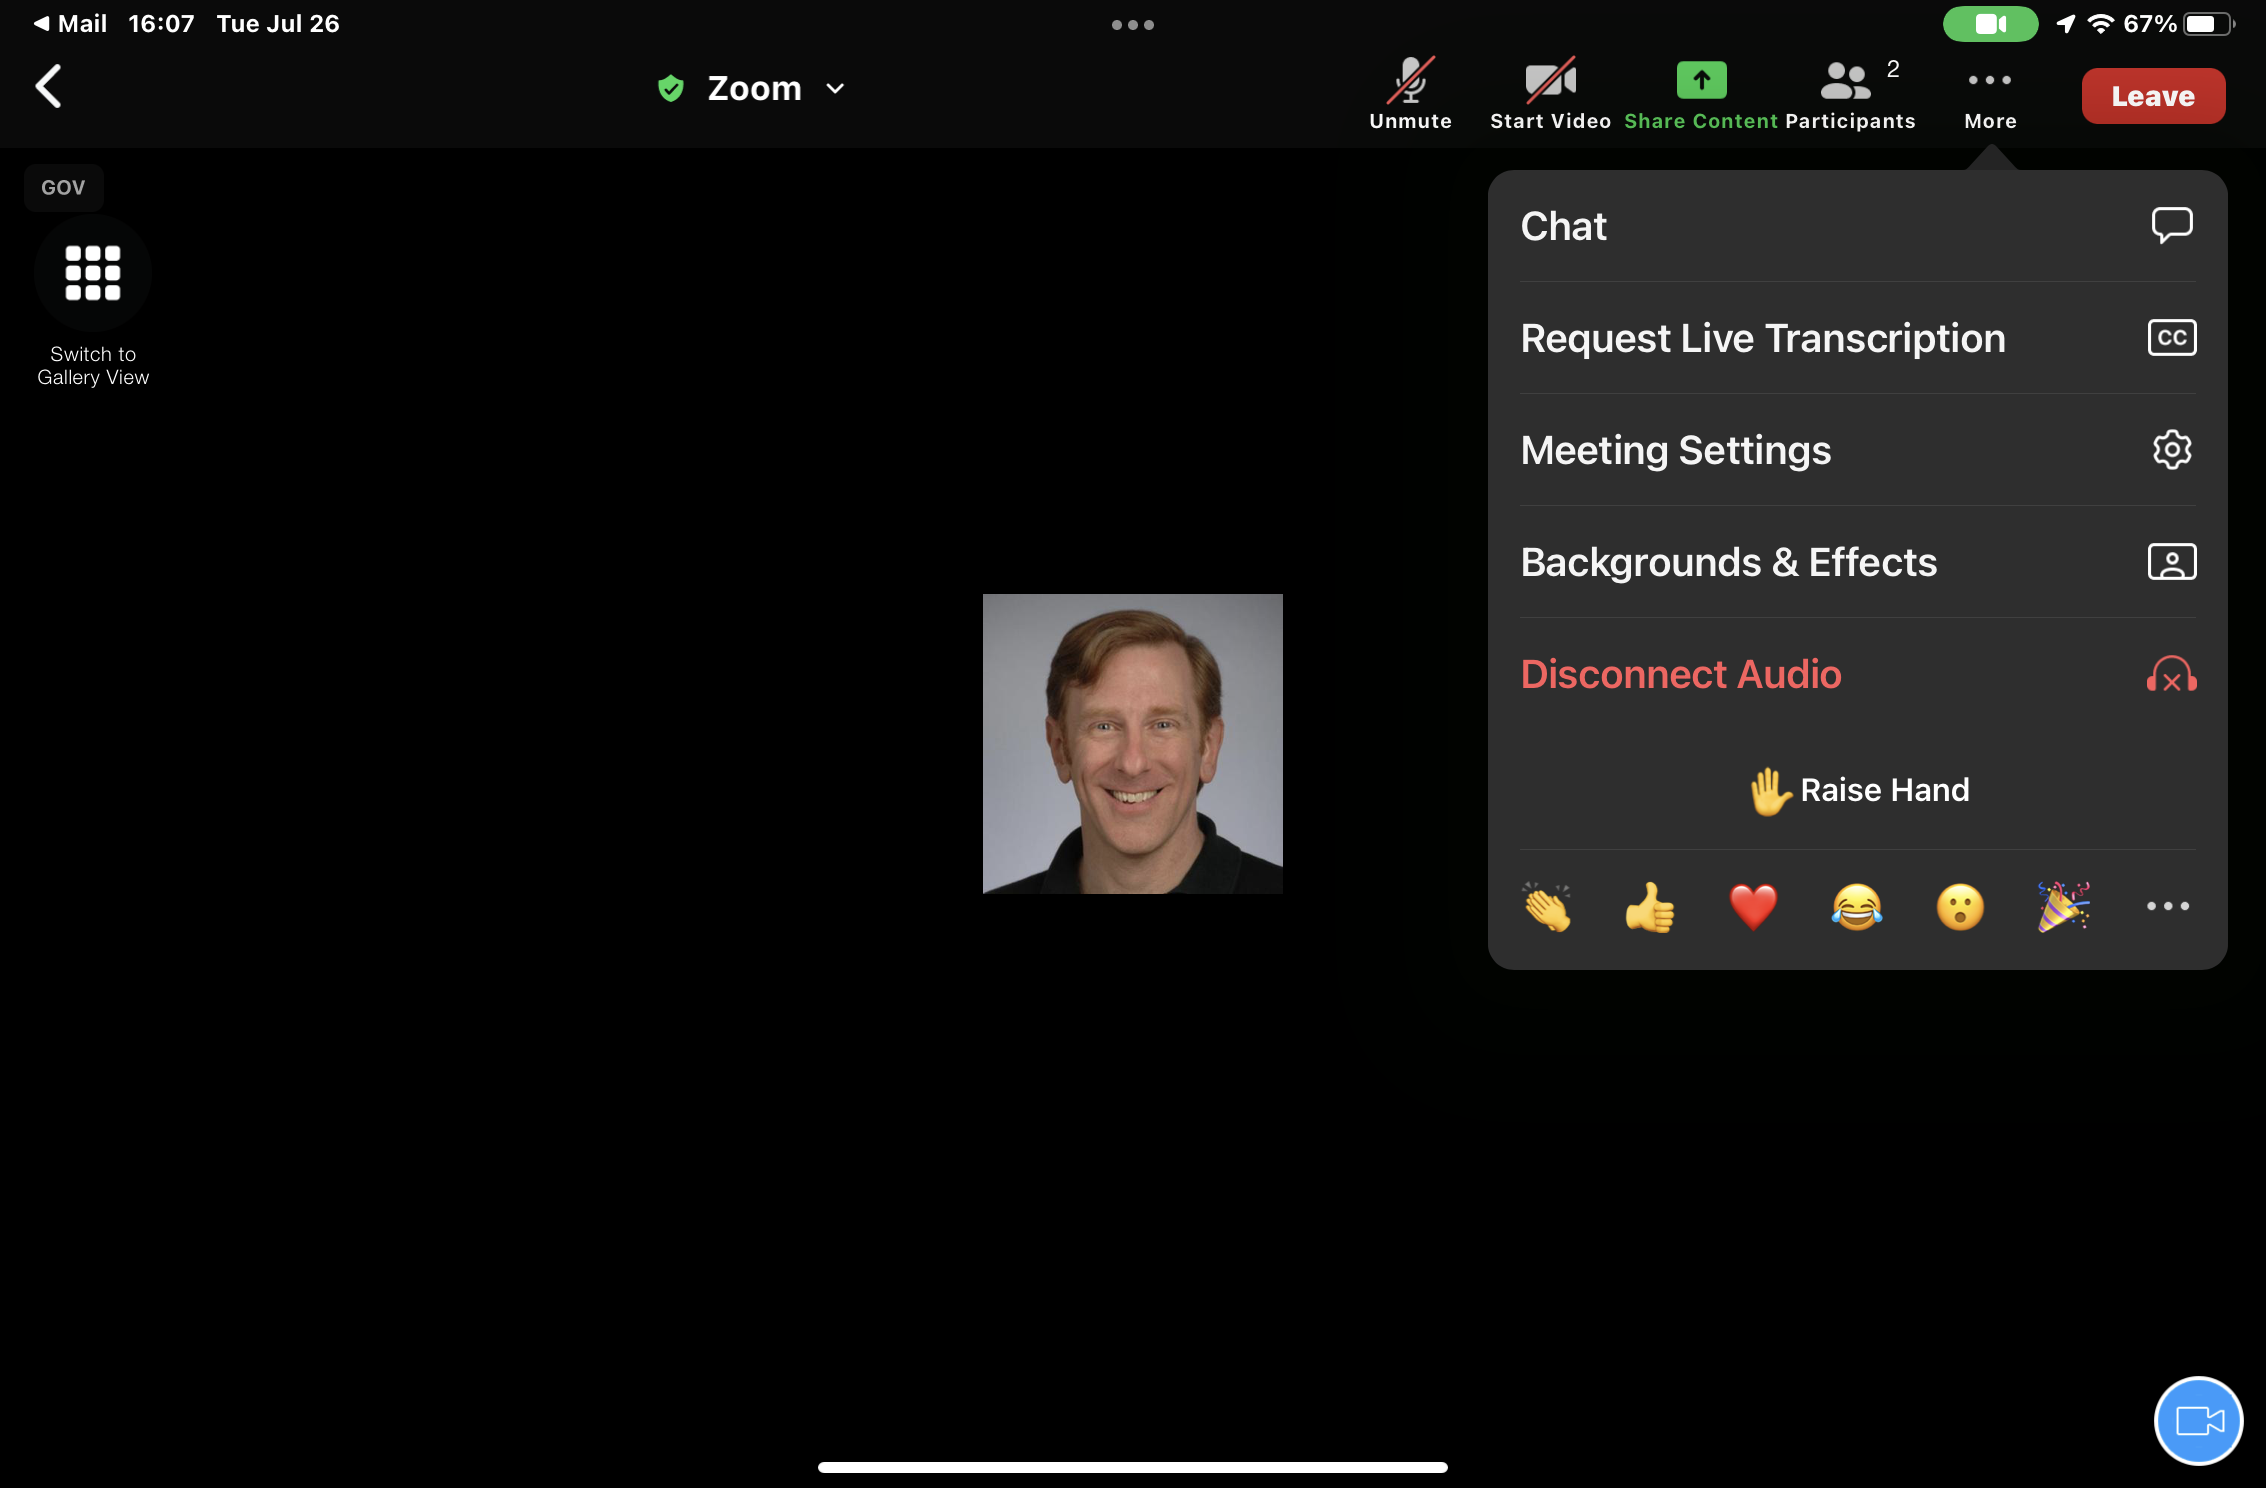 Mail 16:07 Tue Jul 26
67%
Zoom
2
Unmute Start Video Share Content Participants More
Leave
GOV
Switch to
Gallery View
Chat
Request Live Transcription
CC
Meeting Settings
Backgrounds & Effects
Disconnect Audio
Raise Hand